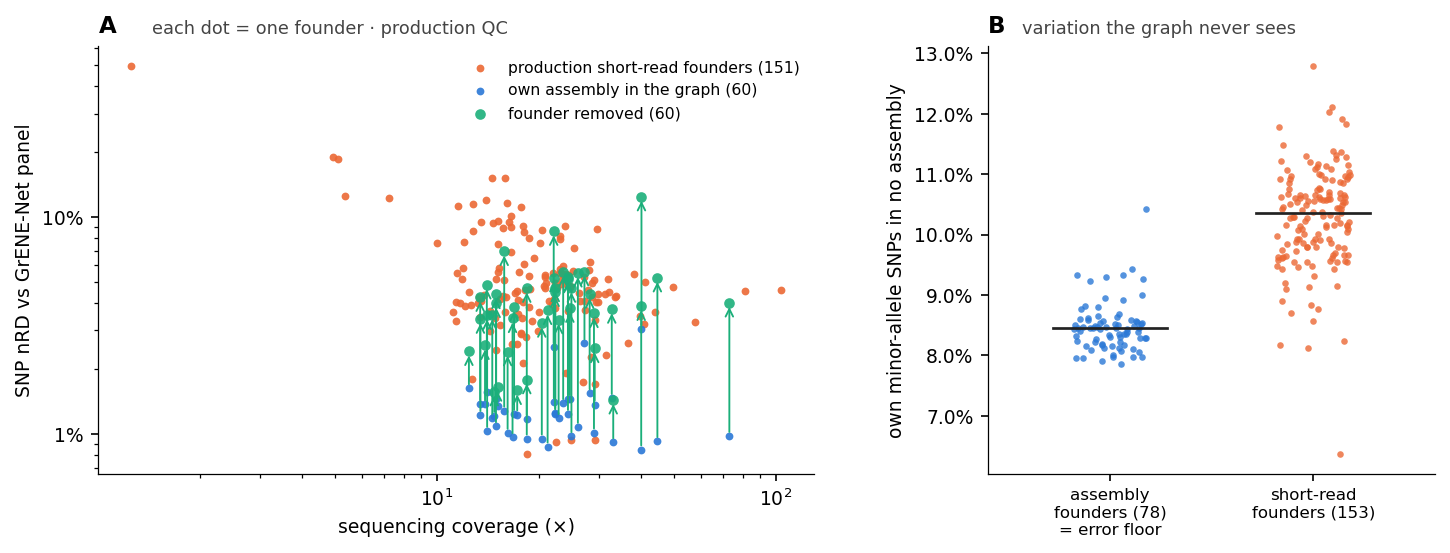 A each dot = one founder · production QC
SNP nRD vs GrENE-Net panel
10%
1%
production short-read founders (151)
own assembly in the graph (60)
founder removed (60)
10¹
10²
sequencing coverage (×)
B variation the graph never sees
own minor-allele SNPs in no assembly
13.0%
12.0%
11.0%
10.0%
9.0%
8.0%
7.0%
assembly
founders (78)
= error floor
short-read
founders (153)